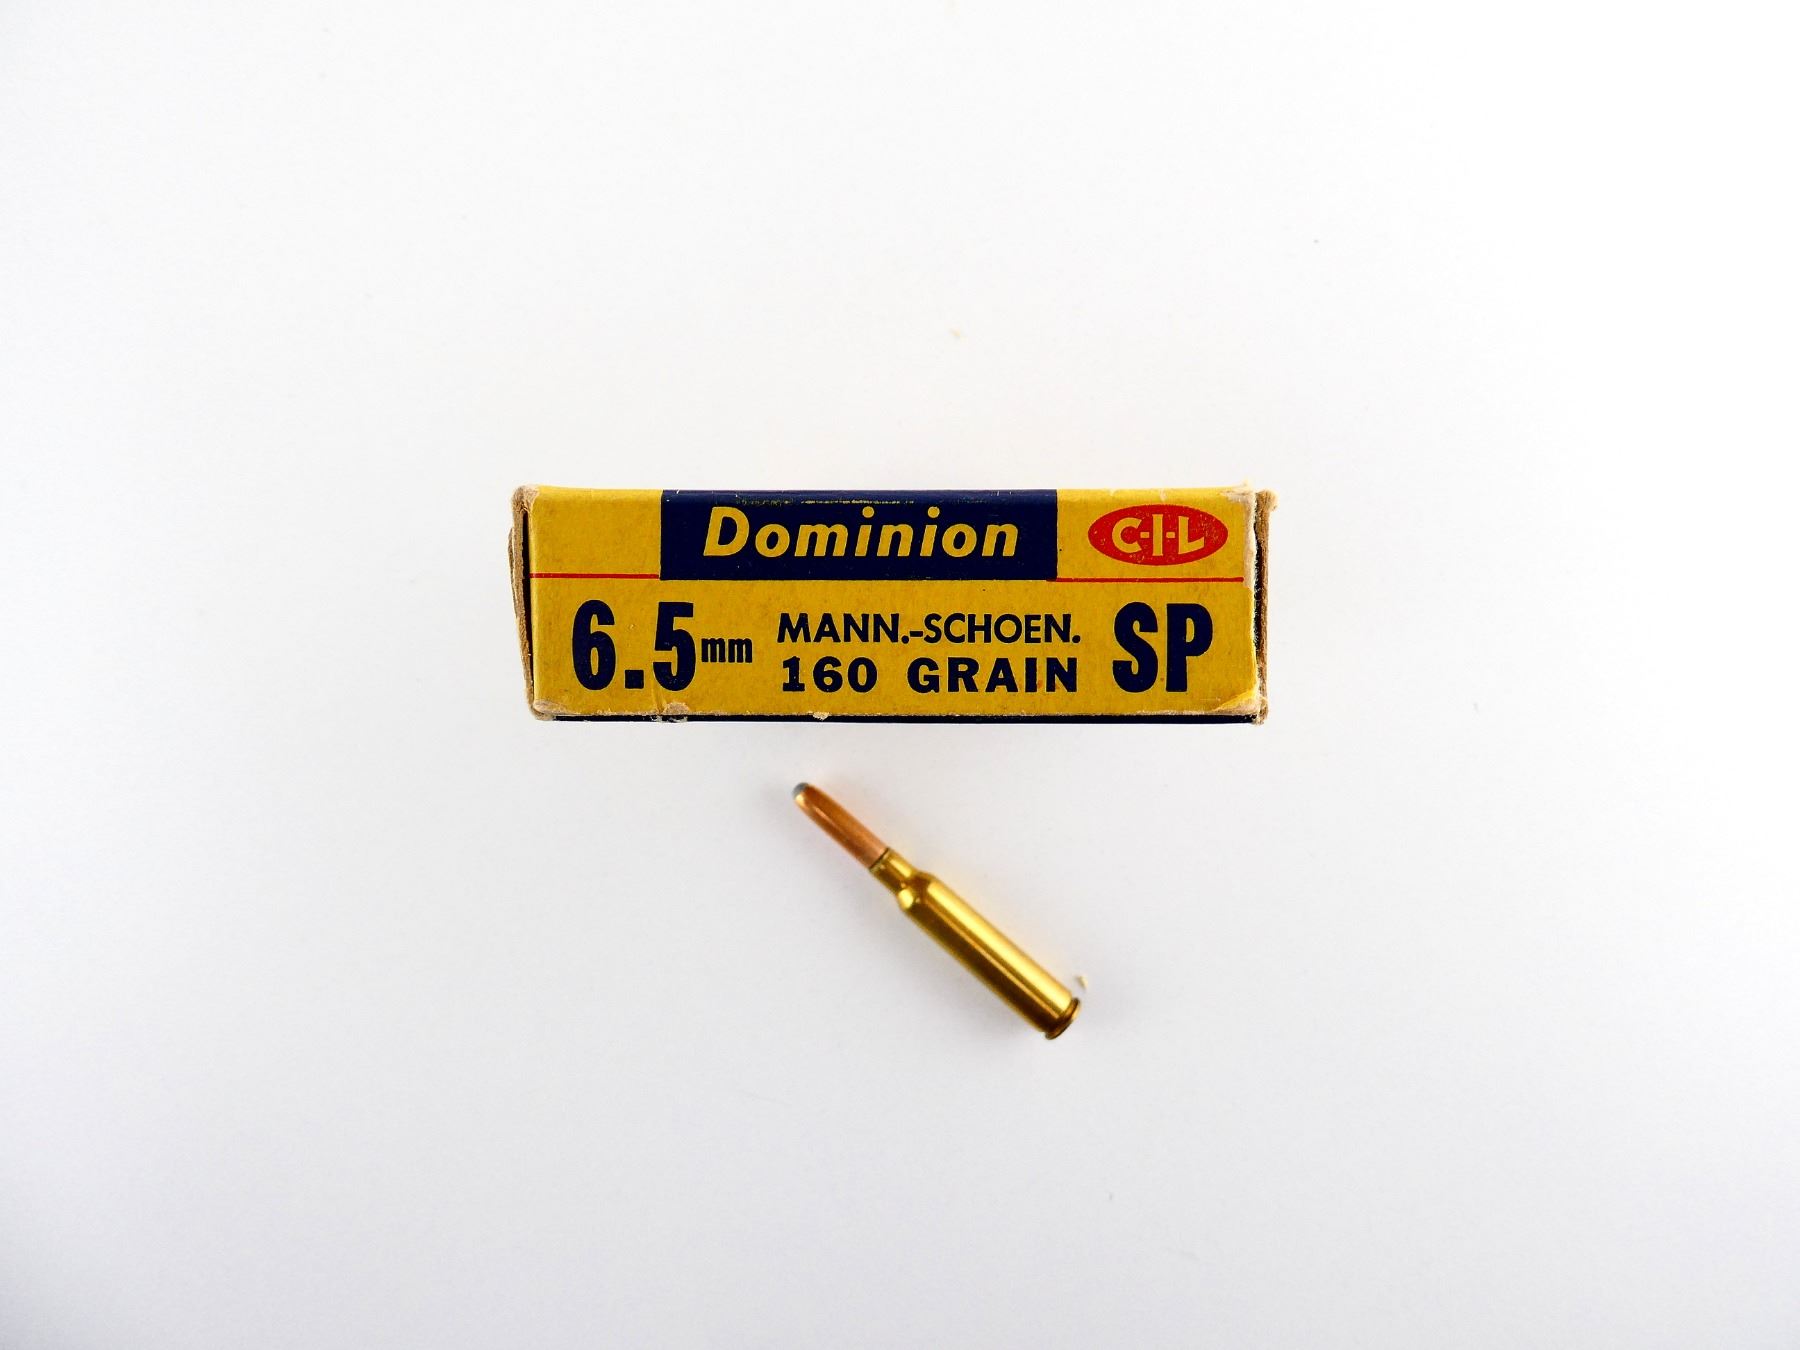 Dominion
C-I-L
6.5mm
MANN.-SCHOEN.
160 GRAIN
SP